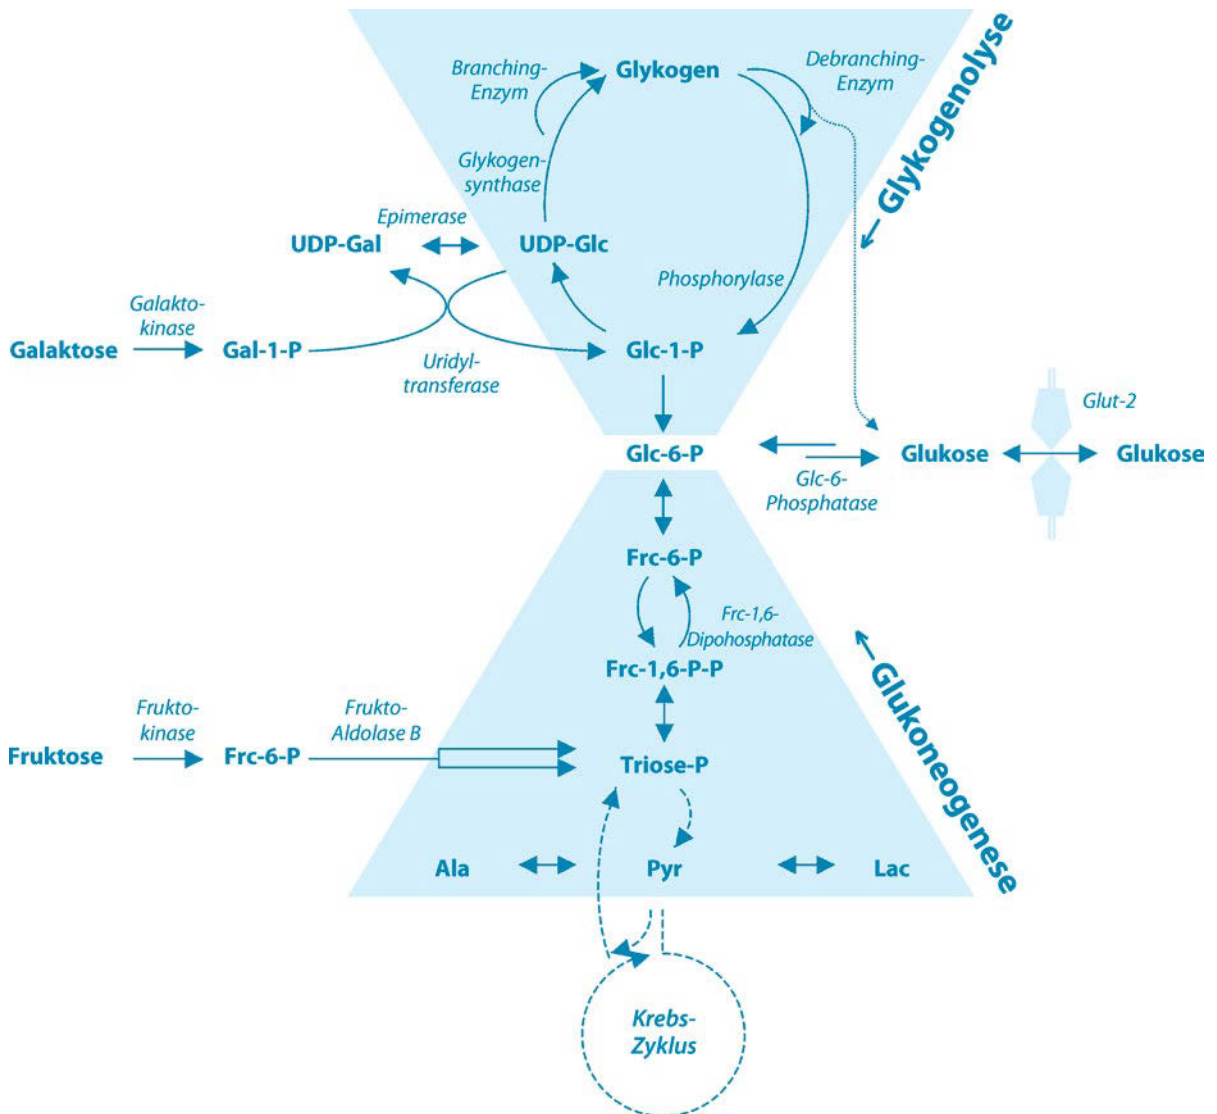 Branching-
Enzym
Glykogen
Debranching-
Enzym
Glykogenolyse
Glykogen-
synthase
Epimerase
UDP-Gal
UDP-Glc
Phosphorylase
Galakto-
kinase
Galaktose
Gal-1-P
Uridyl-
transferase
Glc-1-P
Glut-2
Glc-6-P
Glukose
Glukose
Glc-6-
Phosphatase
Frc-6-P
Frc-1,6-
Dipohosphatase
Frc-1,6-P-P
Glukoneogenese
Frukto-
kinase
Frukto-
Aldolase B
Fruktose
Frc-6-P
Triose-P
Ala
Pyr
Lac
Krebs-
Zyklus